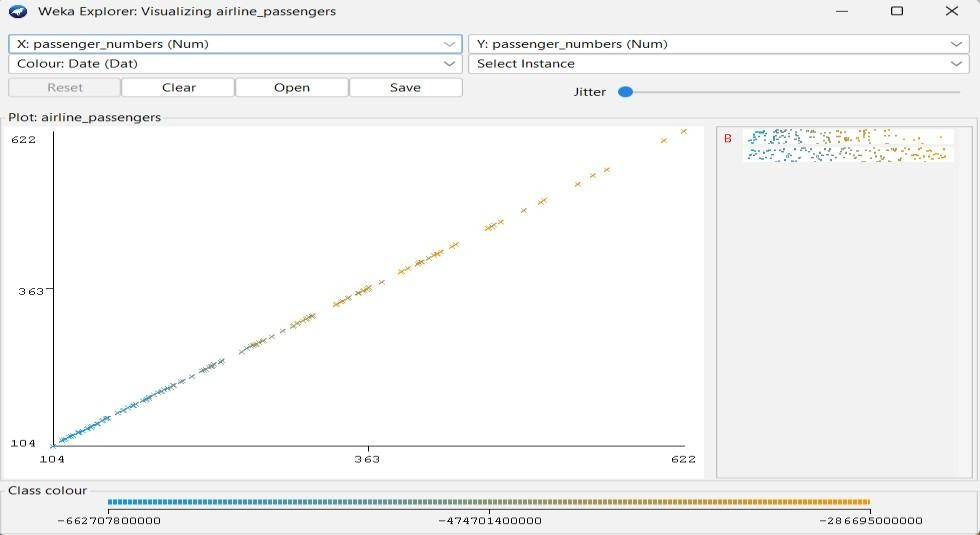 Weka Explorer: Visualizing airline_passengers
X: passenger_numbers (Num)
Y: passenger_numbers (Num)
Colour: Date (Dat)
Select Instance
Reset
Clear
Open
Save
Jitter
Plot: airline_passengers
622
363
104
104
363
622
B
Class colour
-662707800000
-474701400000
-286695000000